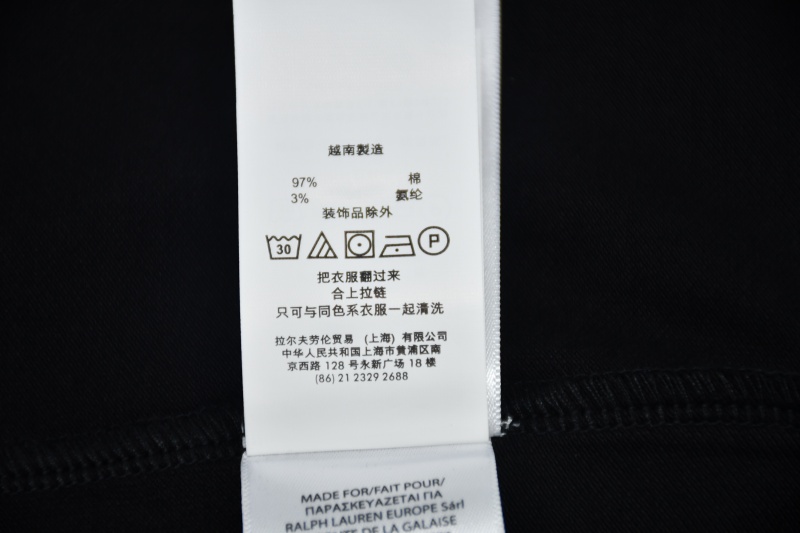 越南製造
97% 棉
3% 氨纶
装饰品除外
30 P
把衣服翻过来
合上拉链
只可与同色系衣服一起清洗
拉尔夫劳伦贸易 (上海) 有限公司
中华人民共和国上海市黄浦区南
京西路 128 号永新广场 18 楼
(86) 21 2329 2688
MADE FOR/FAIT POUR/
ΠΑΡΑΣΚΕΥΑΖΕΤΑΙ ΓΙΑ
RALPH LAUREN EUROPE Sàrl
DE LA GALAISE